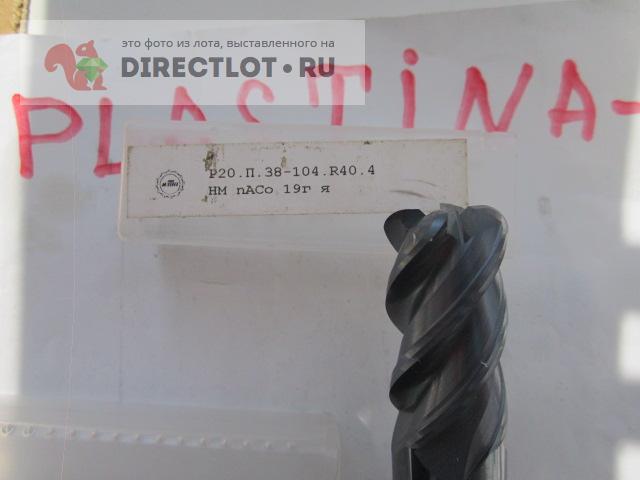 это фото из лота, выставленного на
DIRECTLOT.RU
PLASTINA-
P20.П.38-104.R40.4
HM nACo 19г я